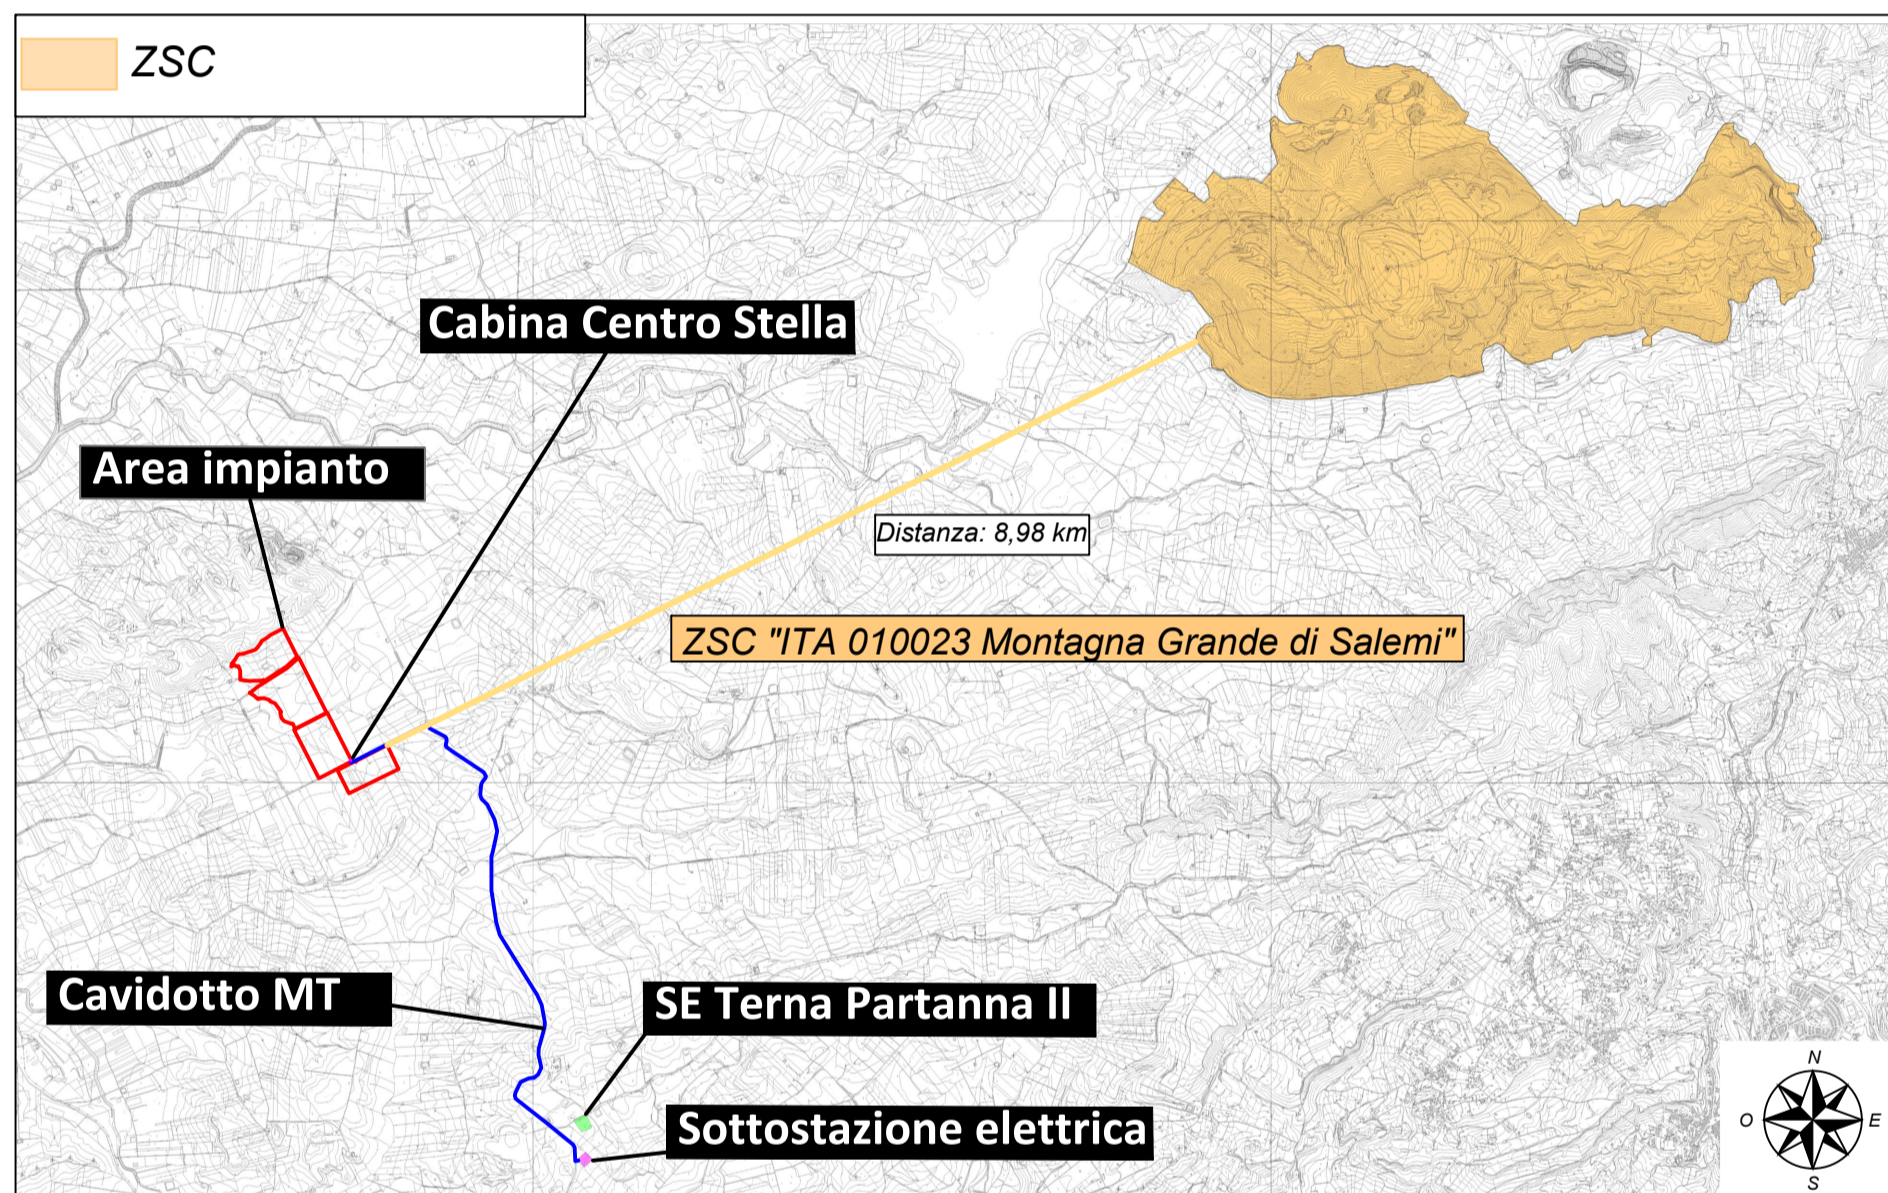 ZSC
Cabina Centro Stella
Area impianto
Distanza: 8,98 km
ZSC "ITA 010023 Montagna Grande di Salemi"
Cavidotto MT
SE Terna Partanna II
Sottostazione elettrica
N
O
E
S